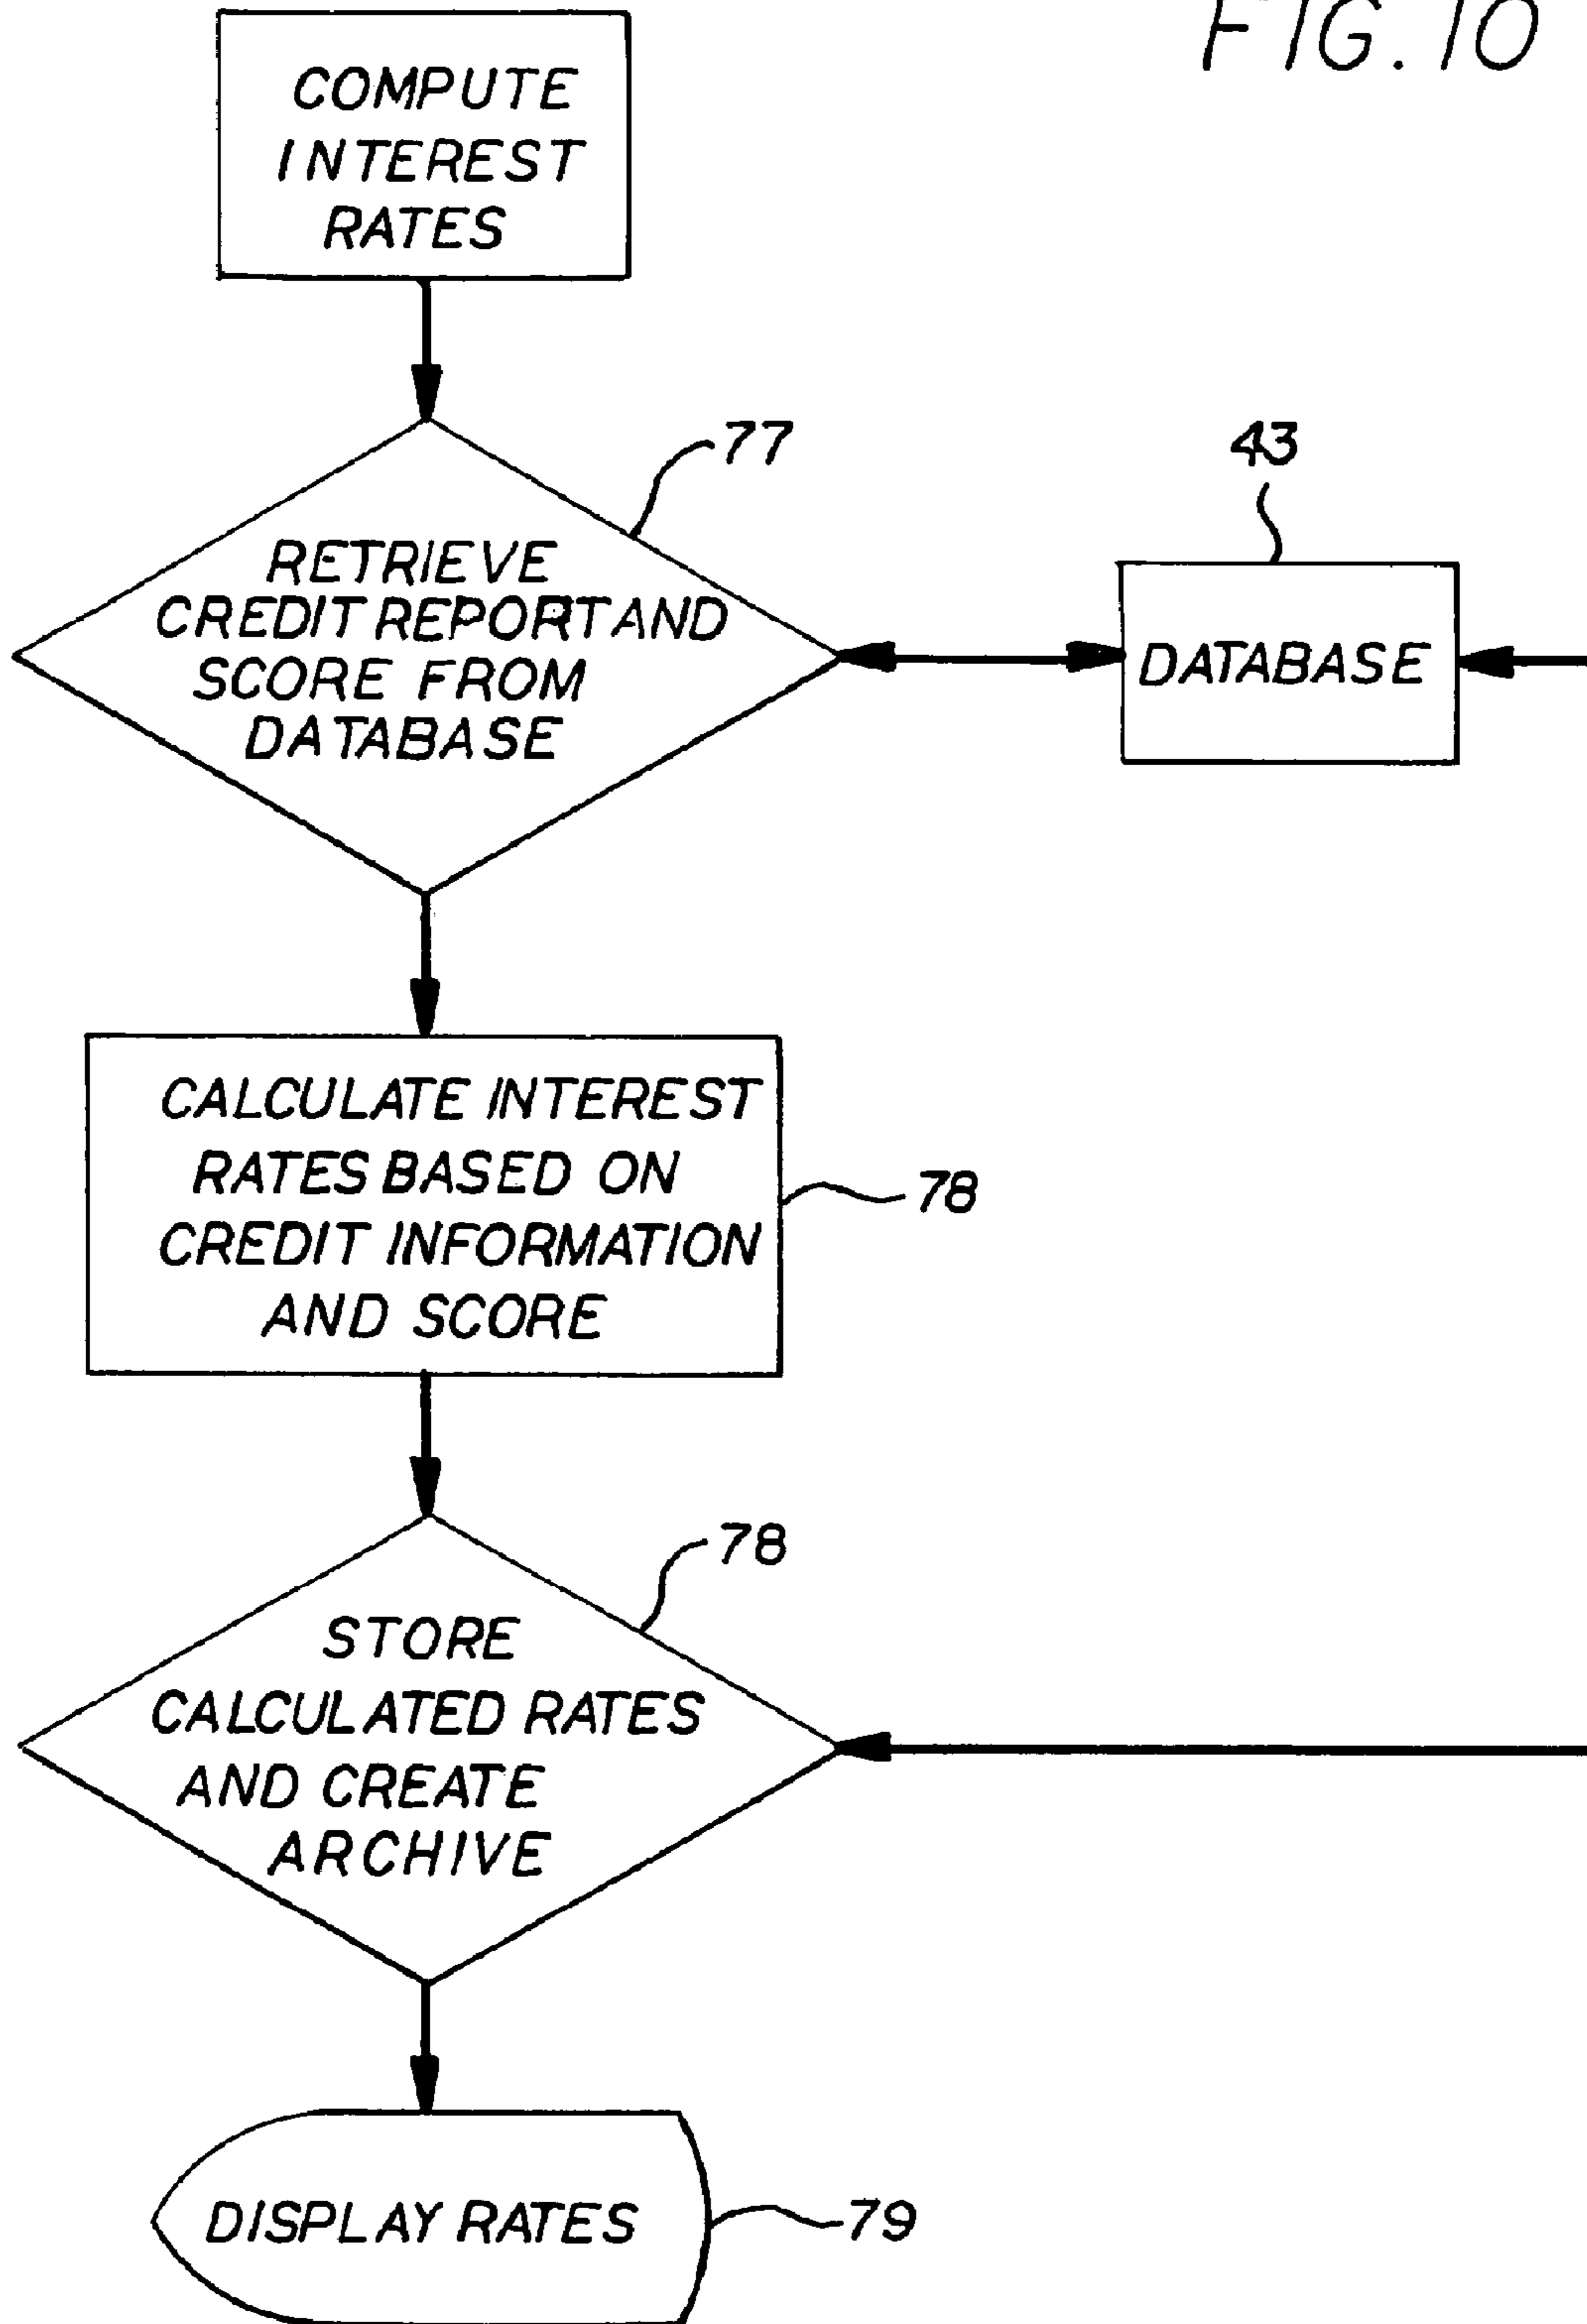 FIG. 10
COMPUTE
INTEREST
RATES
77
RETRIEVE
CREDIT REPORT AND
SCORE FROM
DATABASE
43
DATABASE
CALCULATE INTEREST
RATES BASED ON
CREDIT INFORMATION
AND SCORE
78
78
STORE
CALCULATED RATES
AND CREATE
ARCHIVE
DISPLAY RATES
79